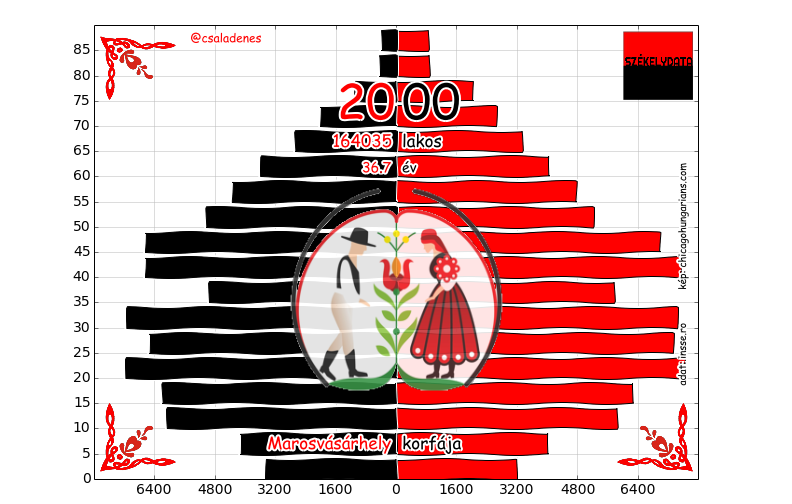 @csaladenes
SZÉKELYDATA
2000
164035 lakos
36.7 év
kép: chicagohungarians.com
adat: insse.ro
Marosvásárhely korfája
85
80
75
70
65
60
55
50
45
40
35
30
25
20
15
10
5
0
6400 4800 3200 1600 0 1600 3200 4800 6400